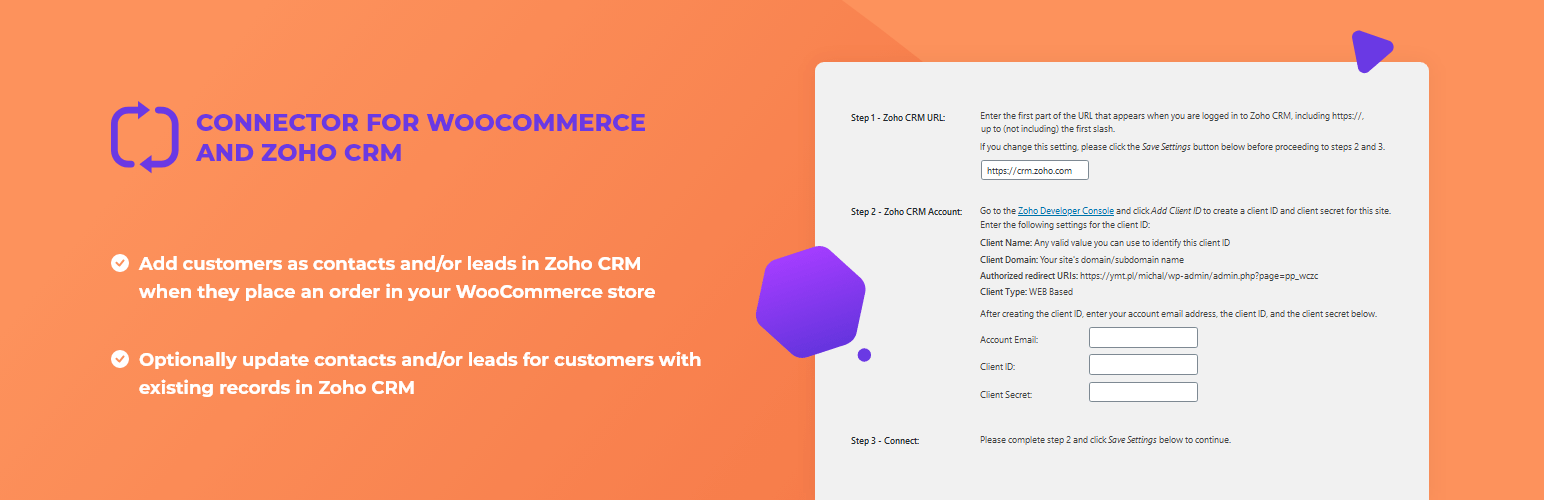 CONNECTOR FOR WOOCOMMERCE
AND ZOHO CRM
Add customers as contacts and/or leads in Zoho CRM
when they place an order in your WooCommerce store
Optionally update contacts and/or leads for customers with
existing records in Zoho CRM
Step 1 - Zoho CRM URL:
Enter the first part of the URL that appears when you are logged in to Zoho CRM, including https://,
up to (not including) the first slash.
If you change this setting, please click the Save Settings button below before proceeding to steps 2 and 3.
https://crm.zoho.com
Step 2 - Zoho CRM Account:
Go to the Zoho Developer Console and click Add Client ID to create a client ID and client secret for this site.
Enter the following settings for the client ID:
Client Name: Any valid value you can use to identify this client ID
Client Domain: Your site's domain/subdomain name
Authorized redirect URIs: https://ymt.pl/michal/wp-admin/admin.php?page=pp_wczc
Client Type: WEB Based
After creating the client ID, enter your account email address, the client ID, and the client secret below.
Account Email:
Client ID:
Client Secret:
Step 3 - Connect:
Please complete step 2 and click Save Settings below to continue.